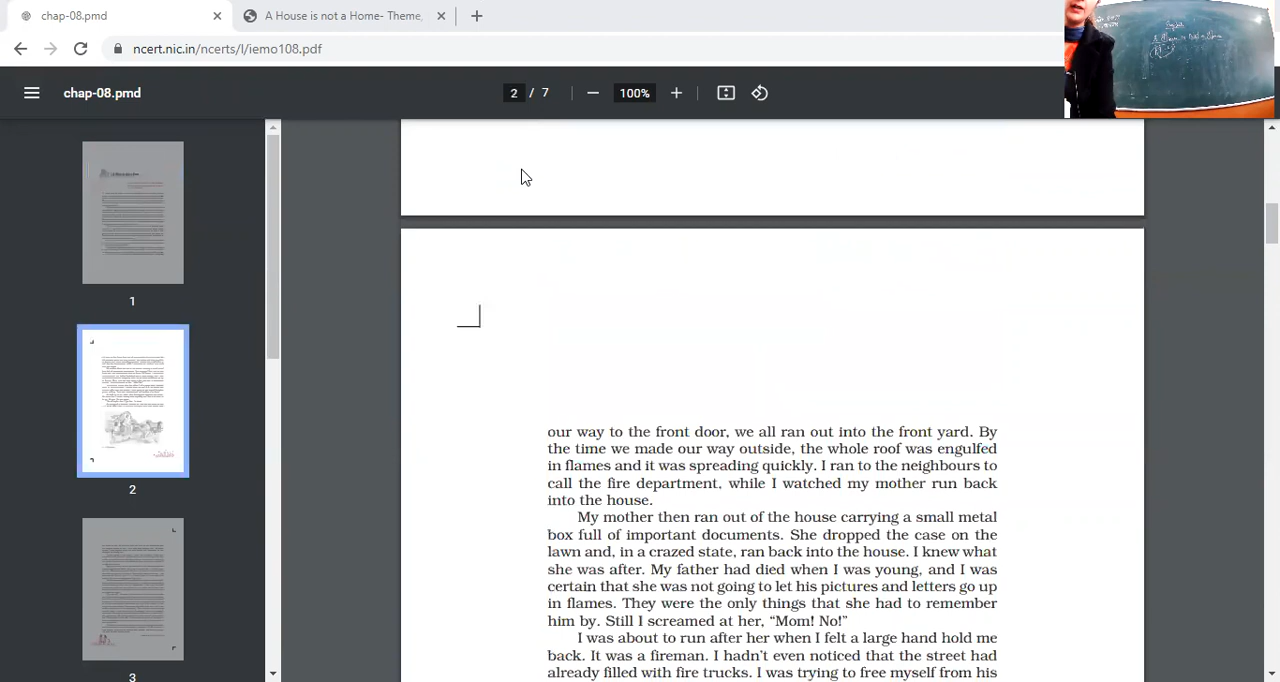 chap-08.pmd
A House is not a Home- Theme,
ncert.nic.in/ncerts/l/iemo108.pdf
chap-08.pmd
2 / 7
100%
1
2
3
our way to the front door, we all ran out into the front yard. By
the time we made our way outside, the whole roof was engulfed
in flames and it was spreading quickly. I ran to the neighbours to
call the fire department, while I watched my mother run back
into the house.
My mother then ran out of the house carrying a small metal
box full of important documents. She dropped the case on the
lawn and, in a crazed state, ran back into the house. I knew what
she was after. My father had died when I was young, and I was
certain that she was not going to let his pictures and letters go up
in flames. They were the only things that she had to remember
him by. Still I screamed at her, “Mom! No!”
I was about to run after her when I felt a large hand hold me
back. It was a fireman. I hadn’t even noticed that the street had
already filled with fire trucks. I was trying to free myself from his